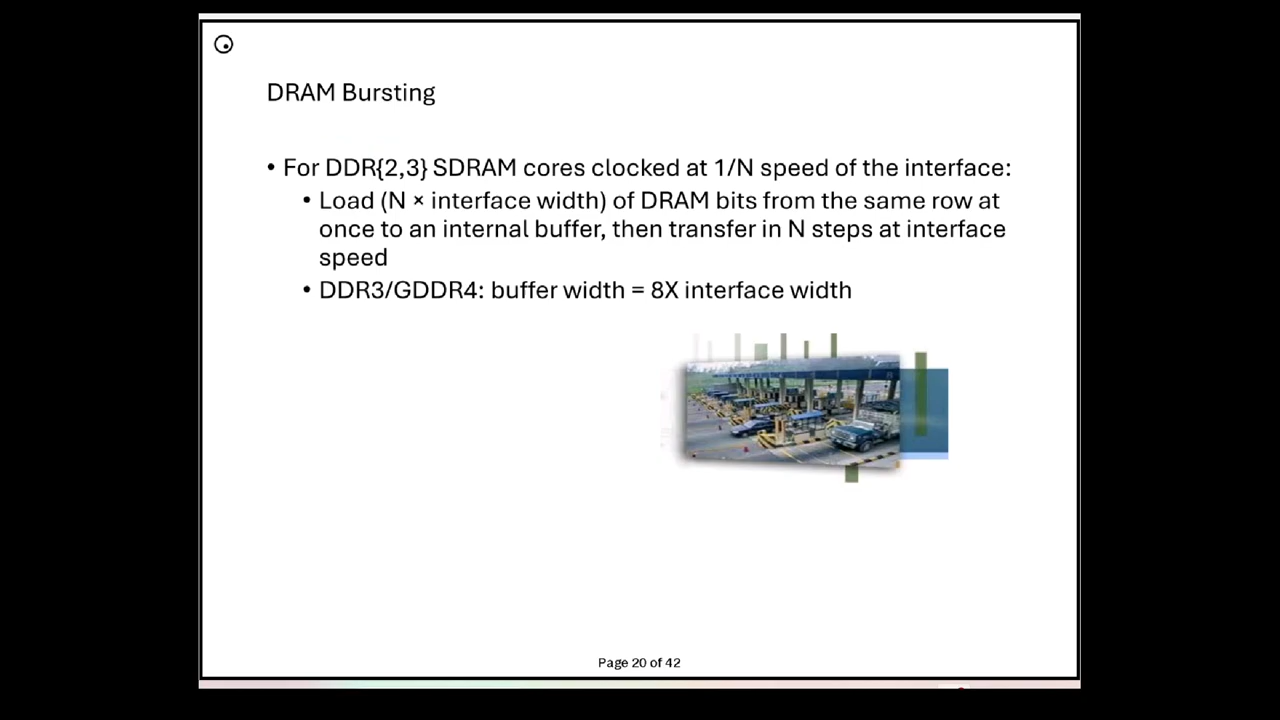 DRAM Bursting
• For DDR{2,3} SDRAM cores clocked at 1/N speed of the interface:
• Load (N × interface width) of DRAM bits from the same row at
once to an internal buffer, then transfer in N steps at interface
speed
• DDR3/GDDR4: buffer width = 8X interface width
Page 20 of 42